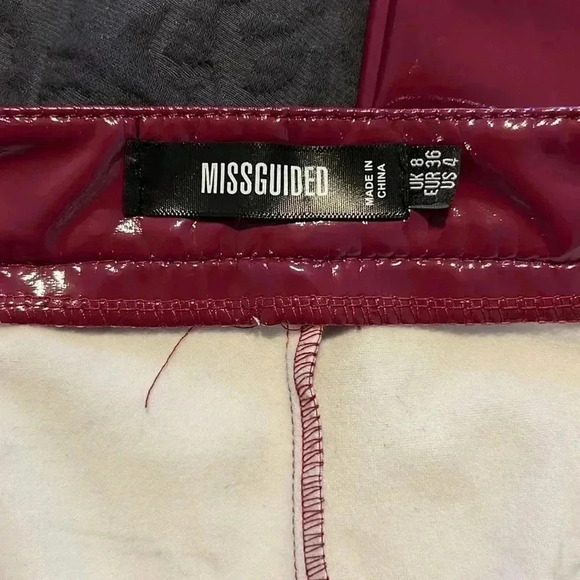 MISSGUIDED
MADE IN
CHINA
UK 8
EUR 36
US 4